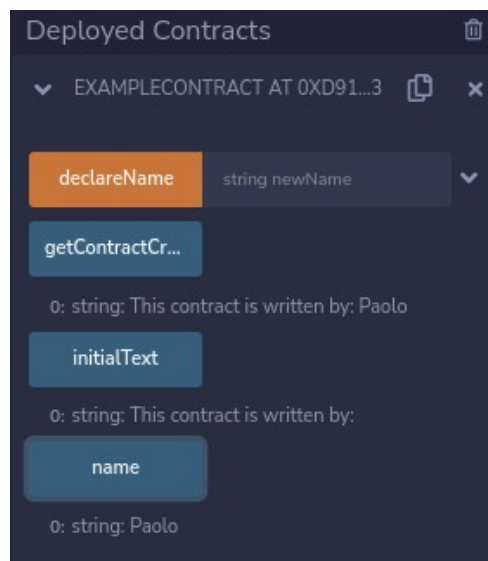 Deployed Contracts
EXAMPLECONTRACT AT 0XD91...3
declareName string newName
getContractCr...
0: string: This contract is written by: Paolo
initialText
0: string: This contract is written by:
name
0: string: Paolo